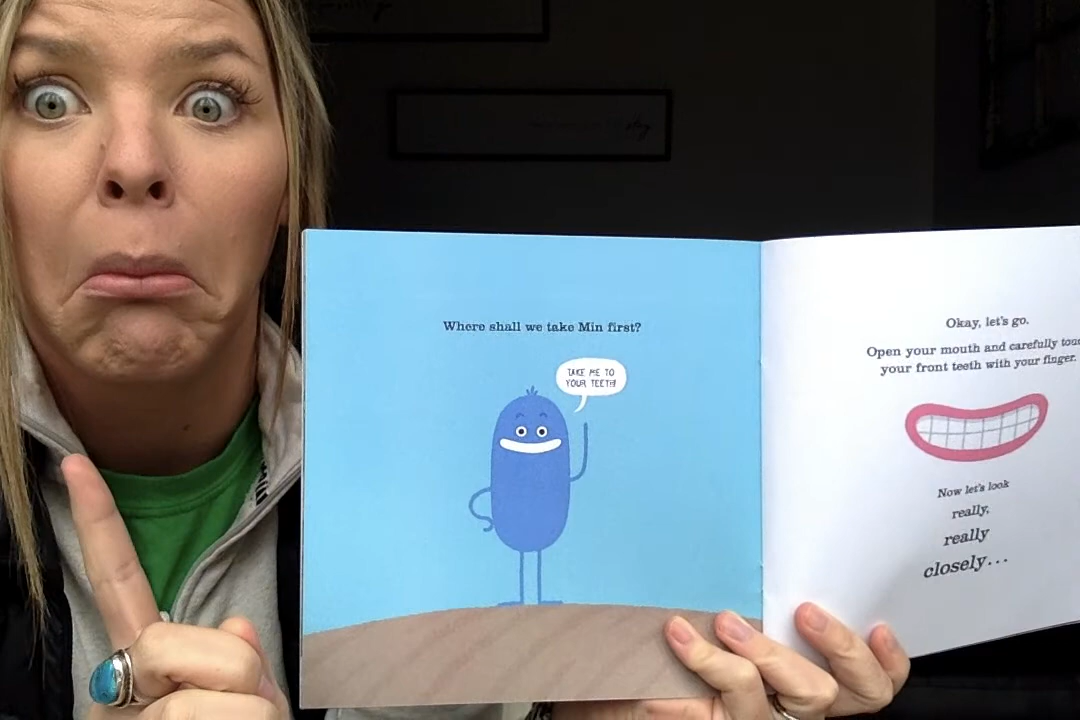 Where shall we take Min first?
TAKE ME TO
YOUR TEETH!
Okay, let's go.
Open your mouth and carefully
your front teeth with your finger.
Now let's look
really,
really
closely...